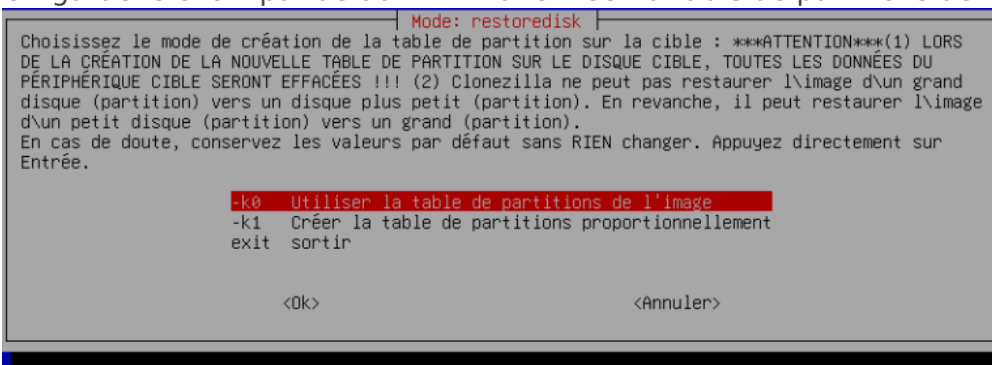 Mode: restoredisk
Choisissez le mode de création de la table de partition sur la cible : ***ATTENTION***(1) LORS
DE LA CRÉATION DE LA NOUVELLE TABLE DE PARTITION SUR LE DISQUE CIBLE, TOUTES LES DONNÉES DU
PÉRIPHÉRIQUE CIBLE SERONT EFFACÉES !!! (2) Clonezilla ne peut pas restaurer l\image d\un grand
disque (partition) vers un disque plus petit (partition). En revanche, il peut restaurer l\image
d\un petit disque (partition) vers un grand (partition).
En cas de doute, conservez les valeurs par défaut sans RIEN changer. Appuyez directement sur
Entrée.
-k0 Utiliser la table de partitions de l'image
-k1 Créer la table de partitions proportionnellement
exit sortir
<Ok> <Annuler>